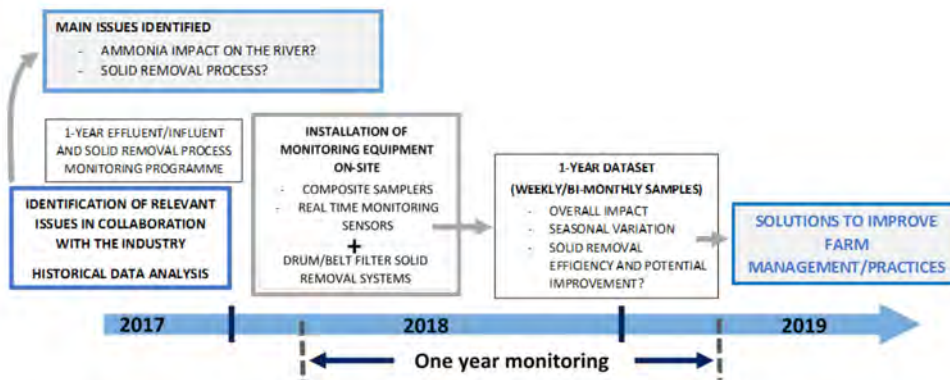 MAIN ISSUES IDENTIFIED
- AMMONIA IMPACT ON THE RIVER?
- SOLID REMOVAL PROCESS?
1-YEAR EFFLUENT/INFLUENT
AND SOLID REMOVAL PROCESS
MONITORING PROGRAMME
IDENTIFICATION OF RELEVANT
ISSUES IN COLLABORATION
WITH THE INDUSTRY
HISTORICAL DATA ANALYSIS
INSTALLATION OF
MONITORING EQUIPMENT
ON-SITE
- COMPOSITE SAMPLERS
- REAL TIME MONITORING
SENSORS
+
DRUM/BELT FILTER SOLID
REMOVAL SYSTEMS
1-YEAR DATASET
(WEEKLY/BI-MONTHLY SAMPLES)
- OVERALL IMPACT
- SEASONAL VARIATION
- SOLID REMOVAL
EFFICIENCY AND POTENTIAL
IMPROVEMENT?
SOLUTIONS TO IMPROVE
FARM
MANAGEMENT/PRACTICES
2017
2018
2019
One year monitoring